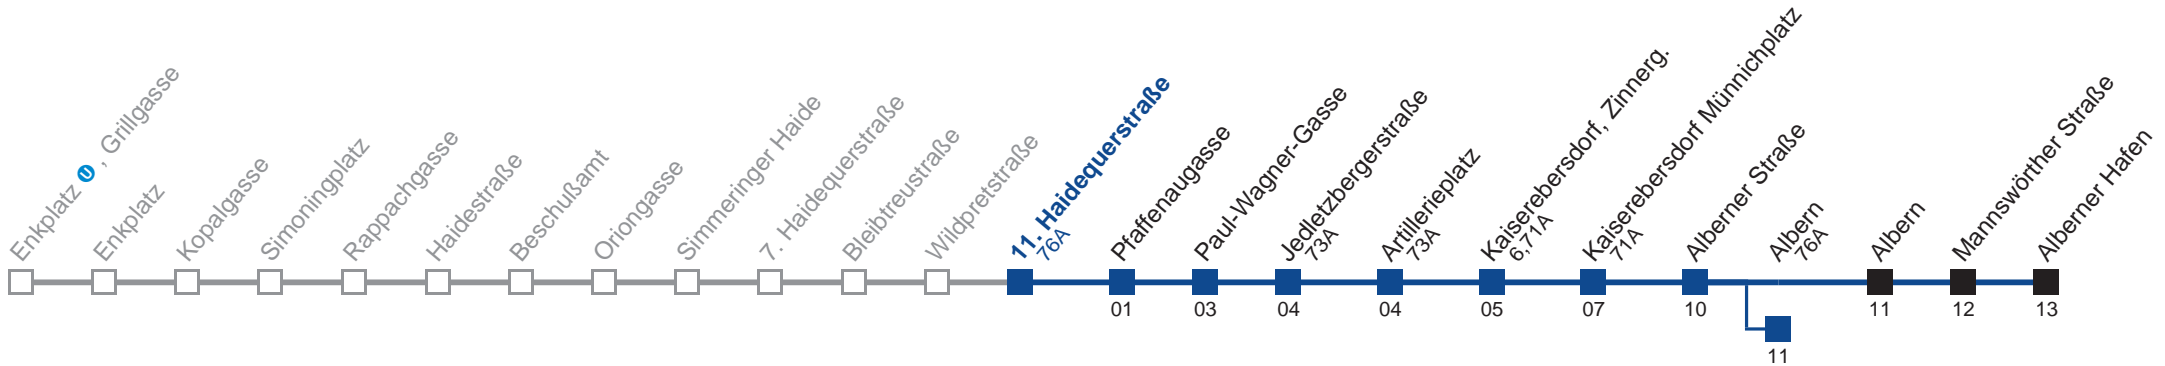 Enkplatz U , Grillgasse
Enkplatz
Kopalgasse
Simoningplatz
Rappachgasse
Haidestraße
Beschußamt
Oriongasse
Simmeringer Haide
7. Haidequerstraße
Bleibtreustraße
Wildpretstraße
11. Haidequerstraße
76A
Pfaffenaugasse
Paul-Wagner-Gasse
Jedletzbergerstraße
73A
Artillerieplatz
73A
Kaiserebersdorf, Zinnerg.
6,71A
Kaiserebersdorf Münnichplatz
71A
Alberner Straße
Albern
76A
Albern
Mannswörther Straße
Alberner Hafen
01
03
04
04
05
07
10
11
12
13
11